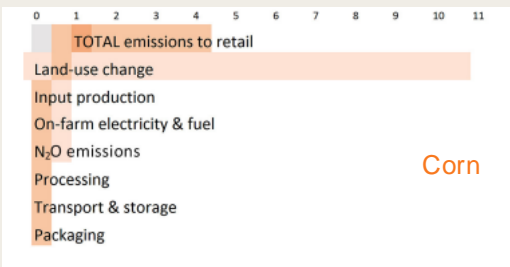 0 1 2 3 4 5 6 7 8 9 10 11
TOTAL emissions to retail
Land-use change
Input production
On-farm electricity & fuel
N₂O emissions
Corn
Processing
Transport & storage
Packaging